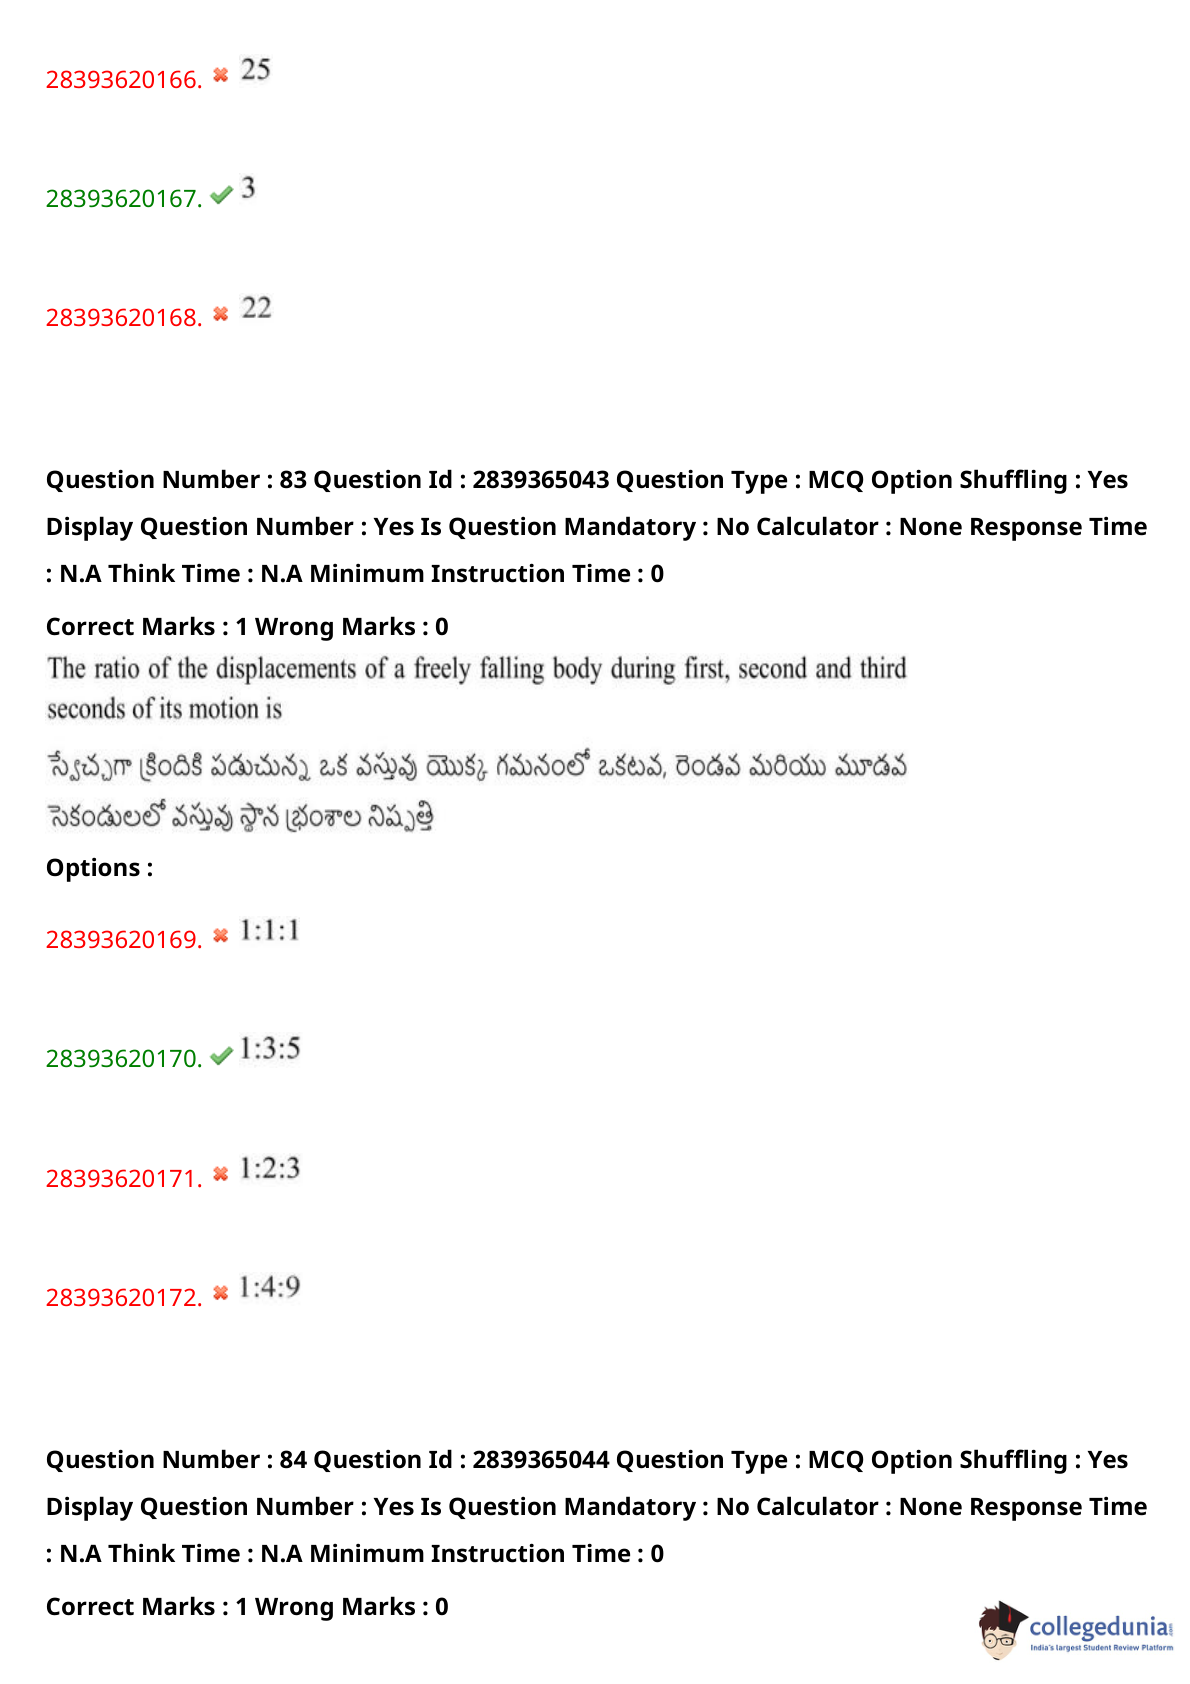 28393620166. 25
28393620167. 3
28393620168. 22
Question Number : 83 Question Id : 2839365043 Question Type : MCQ Option Shuffling : Yes
Display Question Number : Yes Is Question Mandatory : No Calculator : None Response Time
: N.A Think Time : N.A Minimum Instruction Time : 0
Correct Marks : 1 Wrong Marks : 0
The ratio of the displacements of a freely falling body during first, second and third
seconds of its motion is
స్వేచ్ఛగా క్రిందికి పడుచున్న ఒక వస్తువు యొక్క గమనంలో ఒకటవ, రెండవ మరియు మూడవ
సెకండులలో వస్తువు స్థాన భ్రంశాల నిష్పత్తి
Options :
28393620169. 1:1:1
28393620170. 1:3:5
28393620171. 1:2:3
28393620172. 1:4:9
Question Number : 84 Question Id : 2839365044 Question Type : MCQ Option Shuffling : Yes
Display Question Number : Yes Is Question Mandatory : No Calculator : None Response Time
: N.A Think Time : N.A Minimum Instruction Time : 0
Correct Marks : 1 Wrong Marks : 0
collegedunia
India's largest Student Review Platform